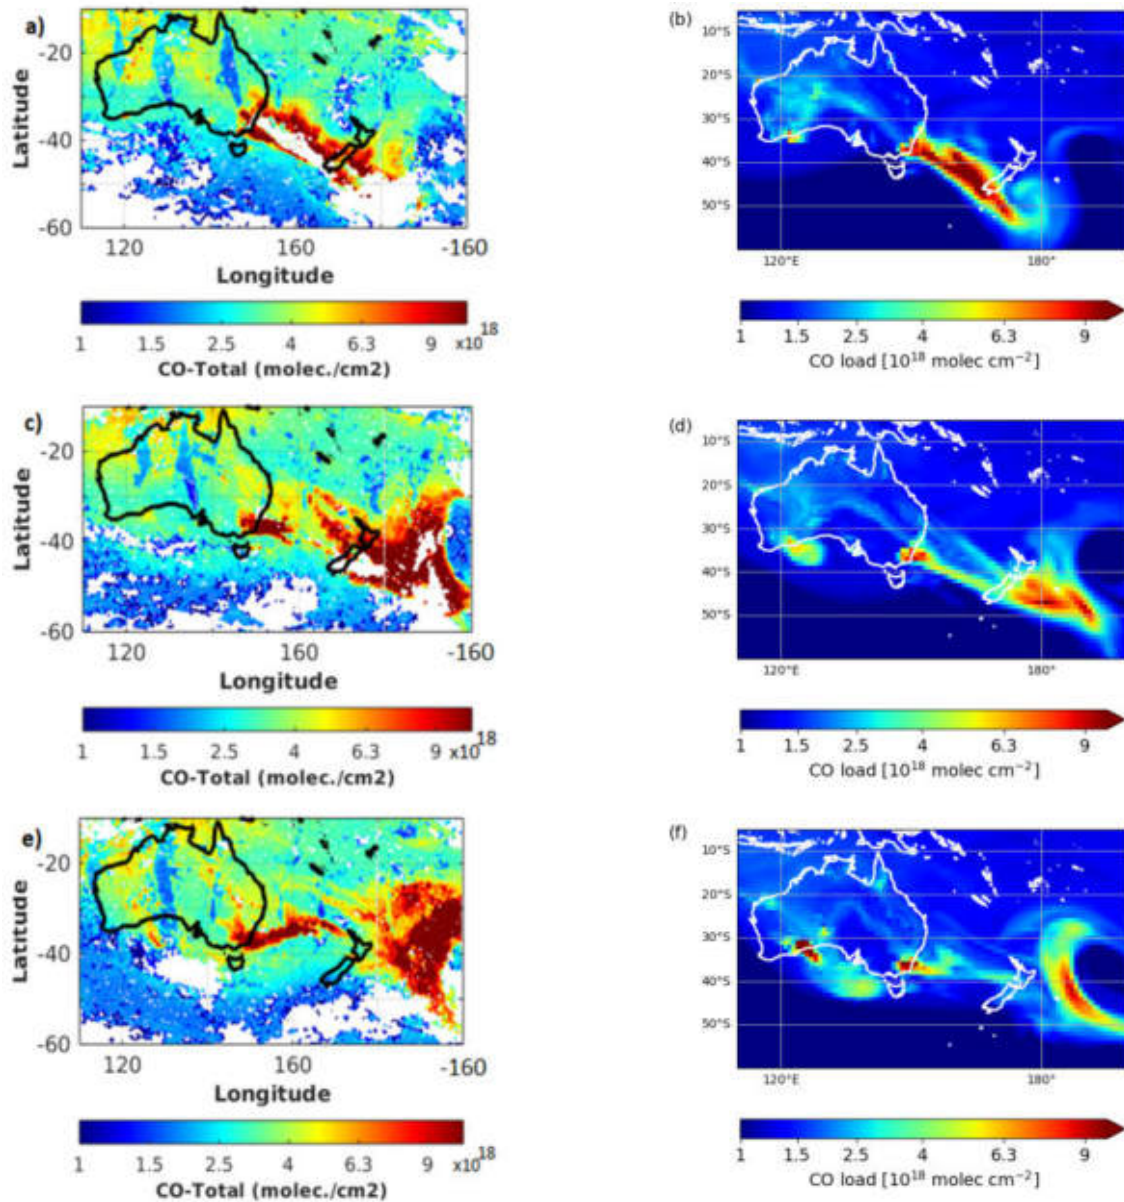 a)
-20
-40
-60
Latitude
120 160 -160
Longitude
1 1.5 2.5 4 6.3 9 x10 18
CO-Total (molec./cm2)
(b)
10°S
20°S
30°S
40°S
50°S
120°E 180°
1 1.5 2.5 4 6.3 9
CO load [10¹⁸ molec cm⁻²]
c)
-20
-40
-60
Latitude
120 160 -160
Longitude
1 1.5 2.5 4 6.3 9 x10 18
CO-Total (molec./cm2)
(d)
10°S
20°S
30°S
40°S
50°S
120°E 180°
1 1.5 2.5 4 6.3 9
CO load [10¹⁸ molec cm⁻²]
e)
-20
-40
-60
Latitude
120 160 -160
Longitude
1 1.5 2.5 4 6.3 9 x10 18
CO-Total (molec./cm2)
(f)
10°S
20°S
30°S
40°S
50°S
120°E 180°
1 1.5 2.5 4 6.3 9
CO load [10¹⁸ molec cm⁻²]